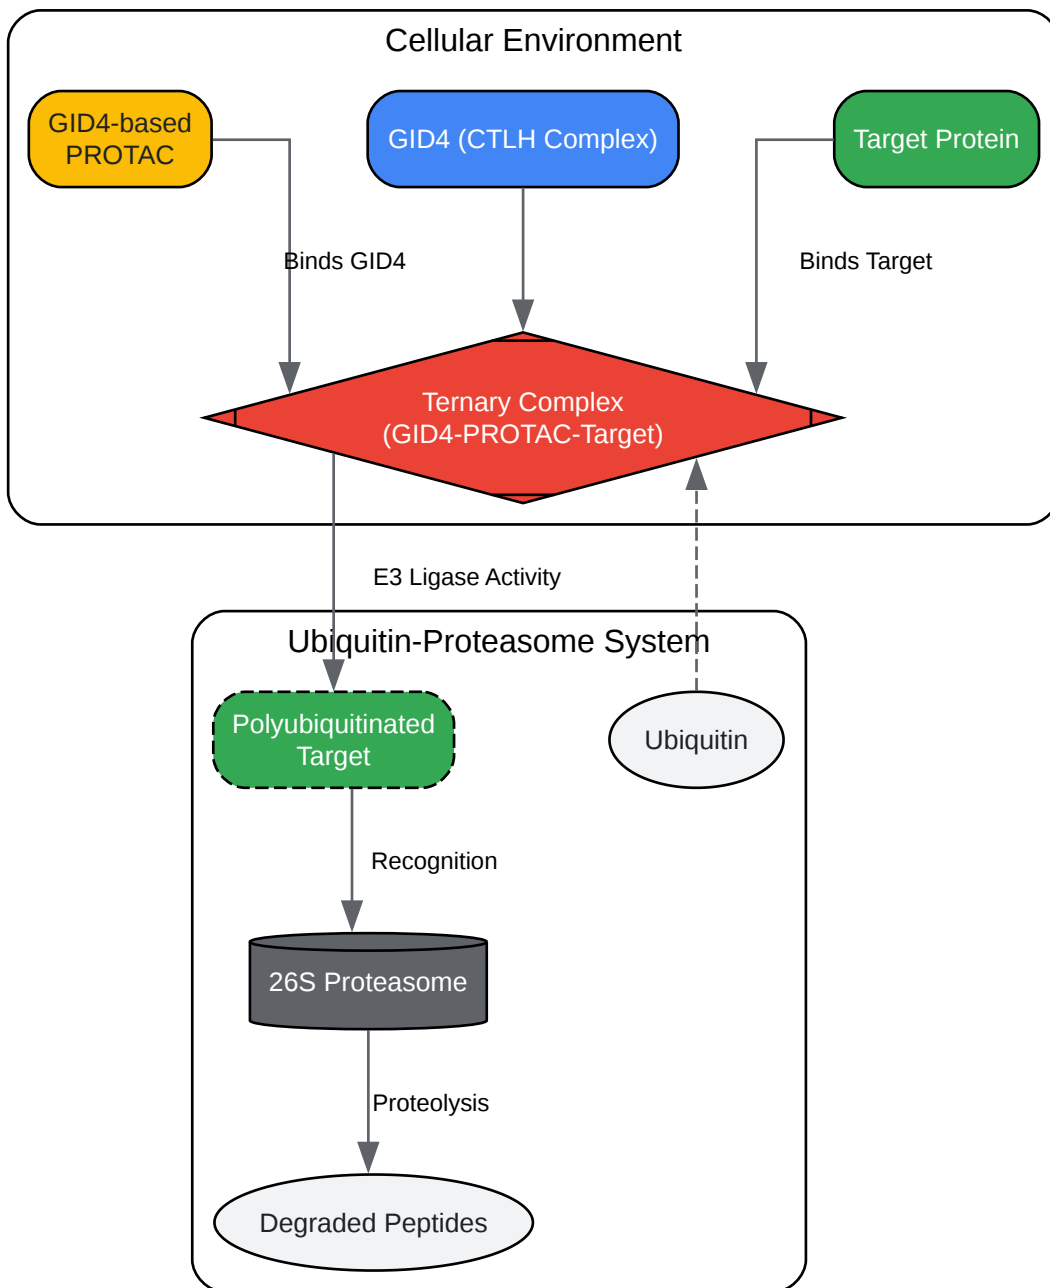 Cellular Environment
GID4-based
PROTAC
GID4 (CTLH Complex)
Target Protein
Binds GID4
Binds Target
Ternary Complex
(GID4-PROTAC-Target)
E3 Ligase Activity
Ubiquitin-Proteasome System
Polyubiquitinated
Target
Ubiquitin
Recognition
26S Proteasome
Proteolysis
Degraded Peptides